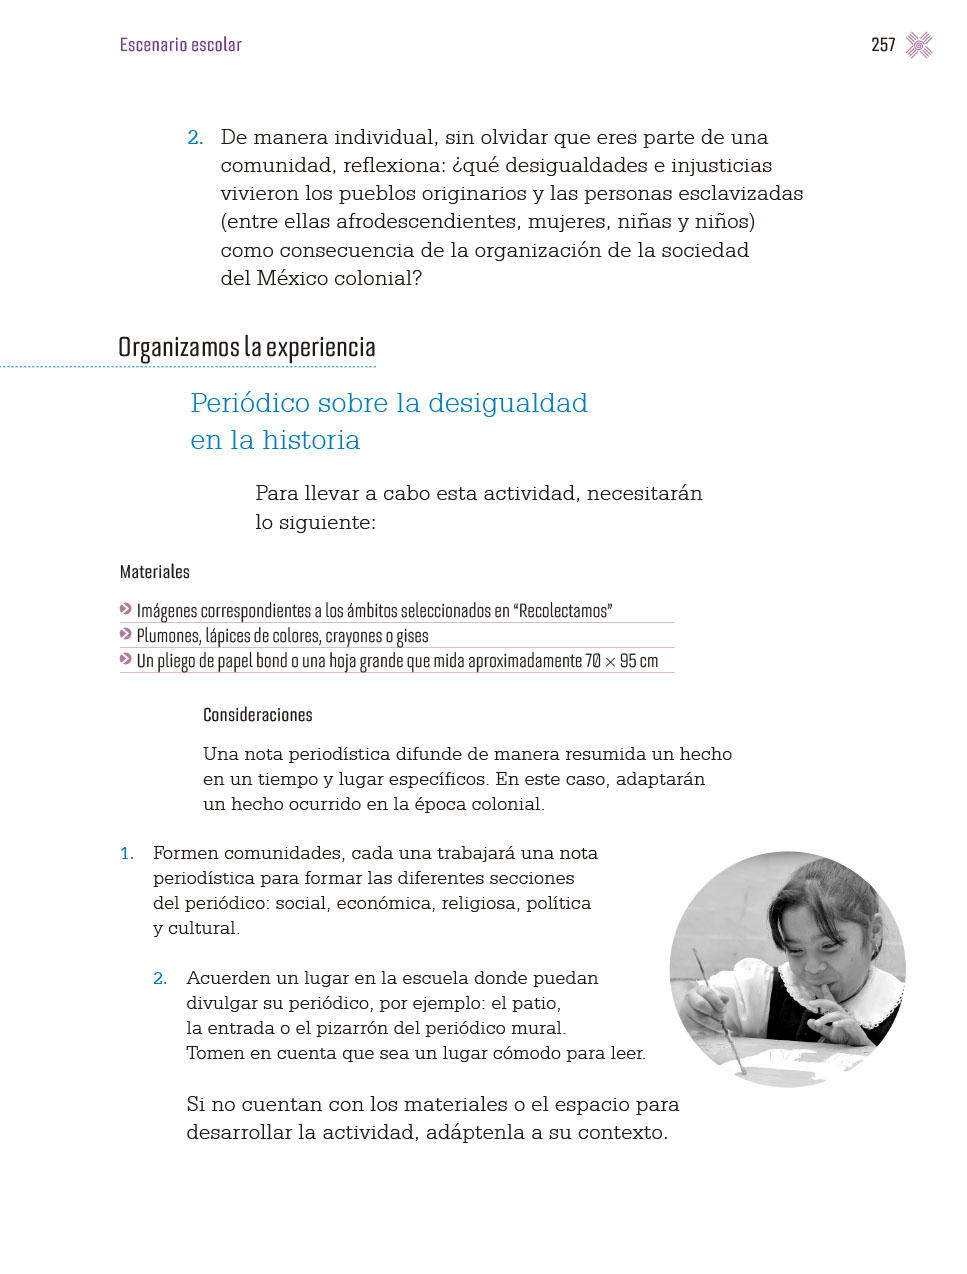 Escenario escolar
257
2. De manera individual, sin olvidar que eres parte de una
comunidad, reflexiona: ¿qué desigualdades e injusticias
vivieron los pueblos originarios y las personas esclavizadas
(entre ellas afrodescendientes, mujeres, niñas y niños)
como consecuencia de la organización de la sociedad
del México colonial?
Organizamos la experiencia
Periódico sobre la desigualdad
en la historia
Para llevar a cabo esta actividad, necesitarán
lo siguiente:
Materiales
Imágenes correspondientes a los ámbitos seleccionados en “Recolectamos”
Plumones, lápices de colores, crayones o gises
Un pliego de papel bond o una hoja grande que mida aproximadamente 70 × 95 cm
Consideraciones
Una nota periodística difunde de manera resumida un hecho
en un tiempo y lugar específicos. En este caso, adaptarán
un hecho ocurrido en la época colonial.
1. Formen comunidades, cada una trabajará una nota
periodística para formar las diferentes secciones
del periódico: social, económica, religiosa, política
y cultural.
2. Acuerden un lugar en la escuela donde puedan
divulgar su periódico, por ejemplo: el patio,
la entrada o el pizarrón del periódico mural.
Tomen en cuenta que sea un lugar cómodo para leer.
Si no cuentan con los materiales o el espacio para
desarrollar la actividad, adáptenla a su contexto.